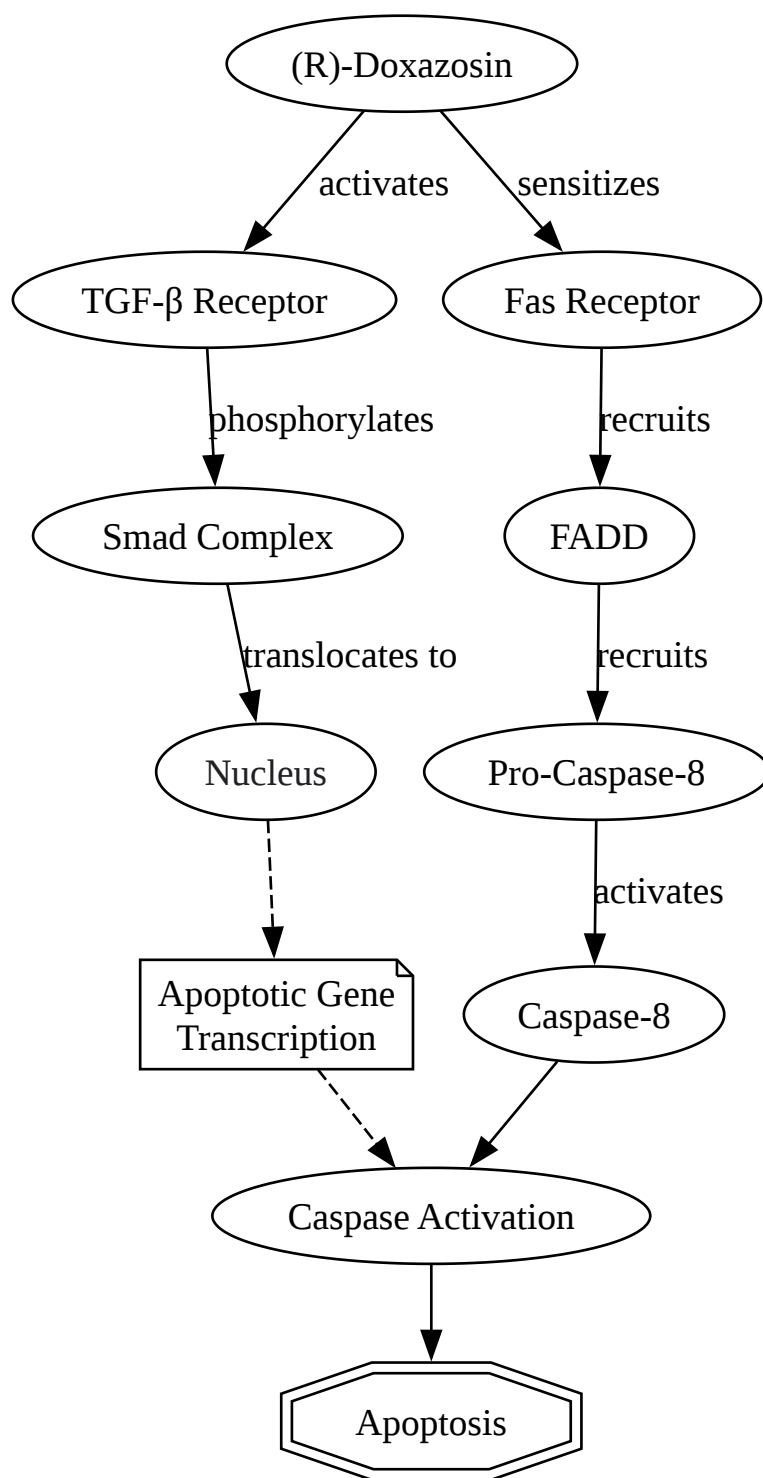 (R)-Doxazosin
activates
sensitizes
TGF-β Receptor
Fas Receptor
phosphorylates
recruits
Smad Complex
FADD
translocates to
recruits
Nucleus
Pro-Caspase-8
activates
Apoptotic Gene
Transcription
Caspase-8
Caspase Activation
Apoptosis